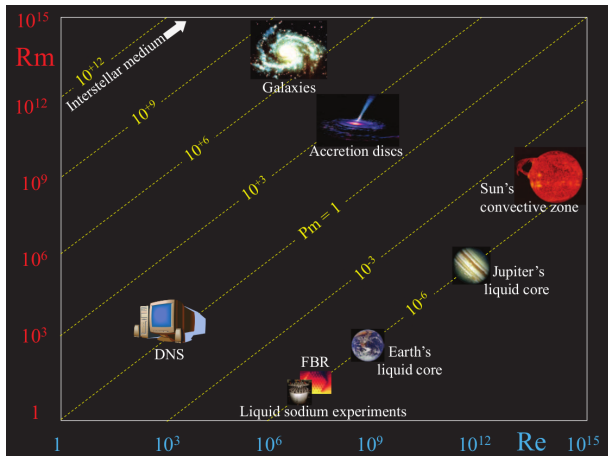 10^15
Rm
10^12
10^9
10^6
10^3
1
10^+12
Interstellar medium
10^+9
10^+6
10^+3
Pm = 1
10^-3
10^-6
Galaxies
Accretion discs
Sun's
convective zone
Jupiter's
liquid core
Earth's
liquid core
DNS
FBR
Liquid sodium experiments
1
10^3
10^6
10^9
10^12
Re
10^15